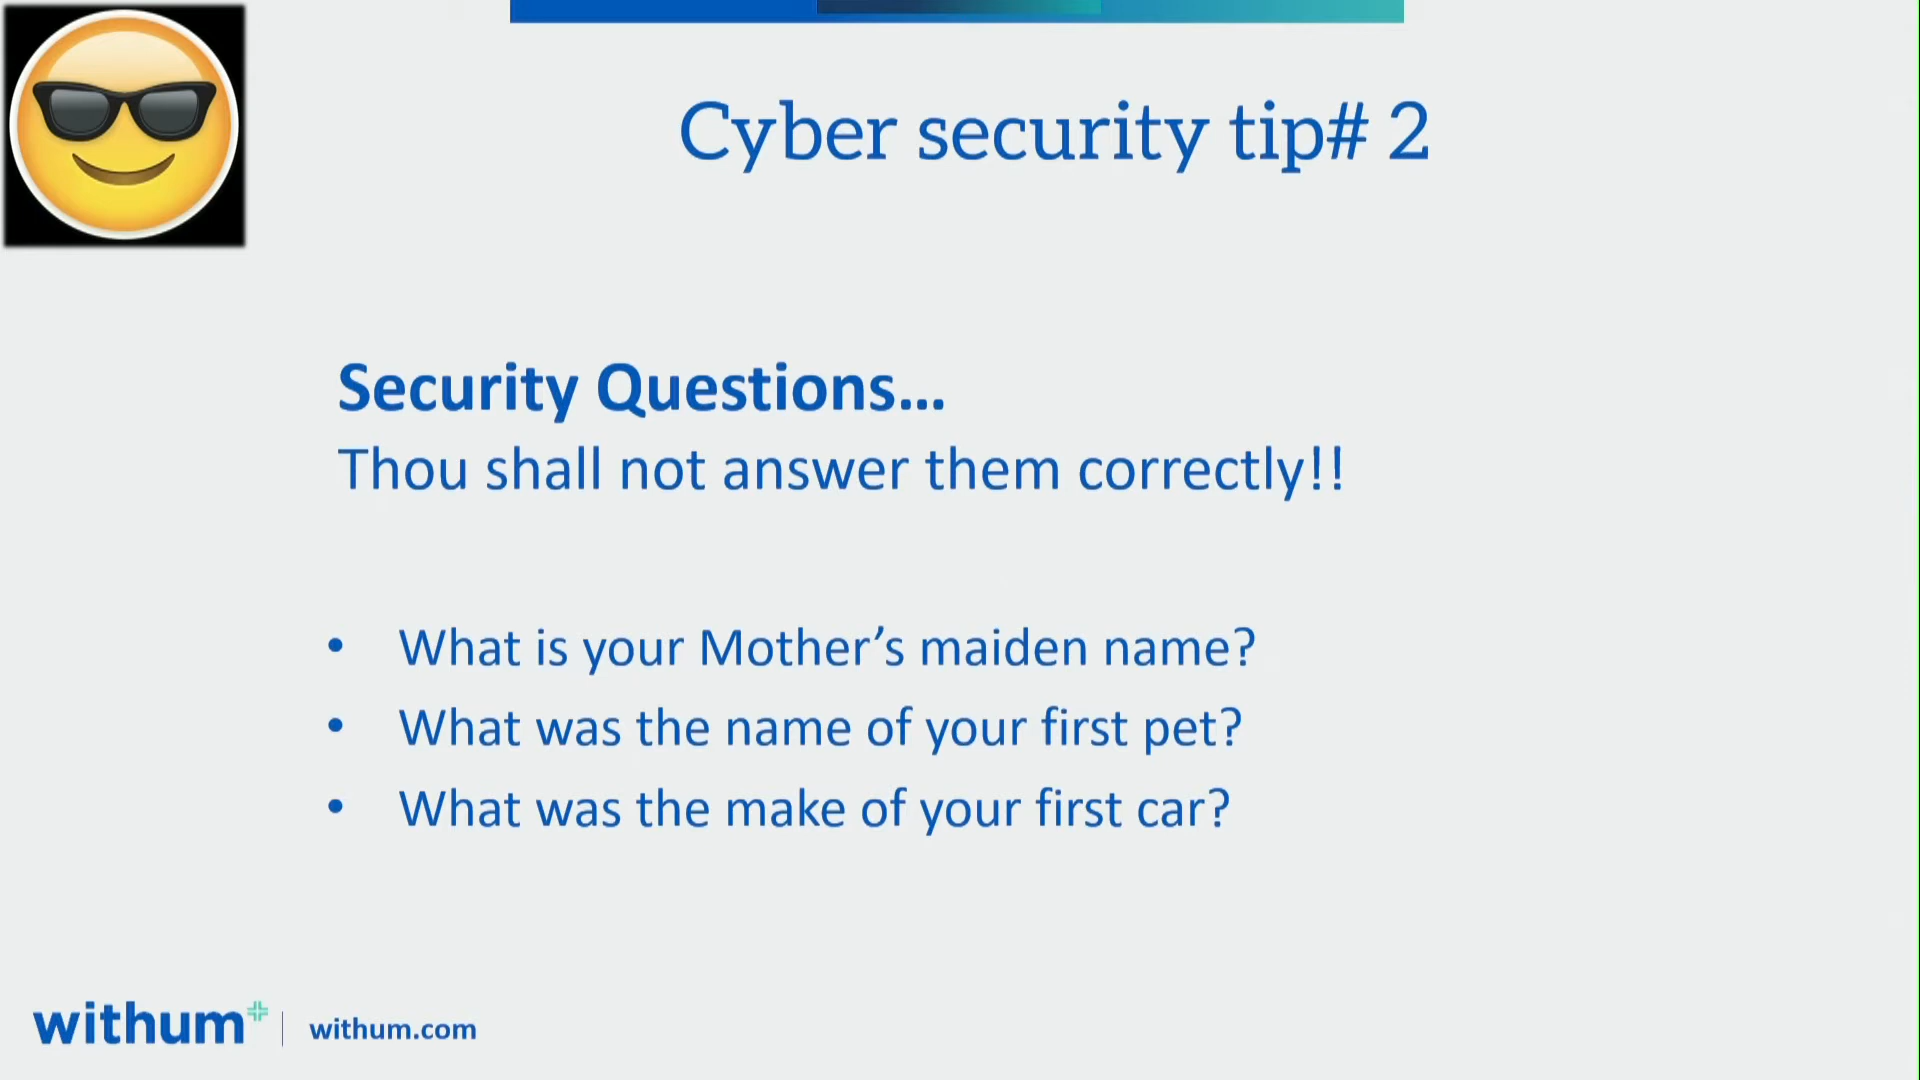 Cyber security tip# 2
Security Questions...
Thou shall not answer them correctly!!
• What is your Mother’s maiden name?
• What was the name of your first pet?
• What was the make of your first car?
withum+ | withum.com